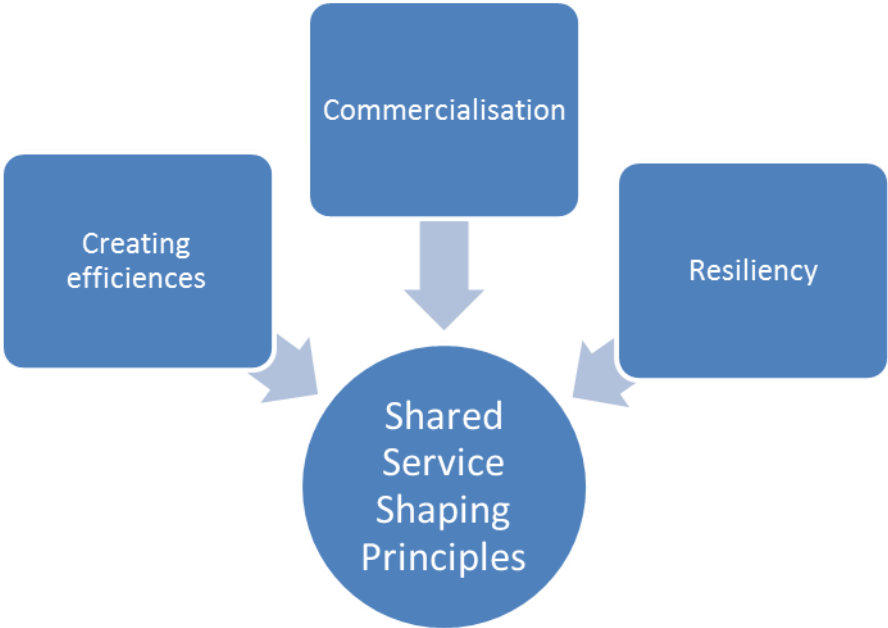 Commercialisation
Creating
efficiences
Resiliency
Shared
Service
Shaping
Principles